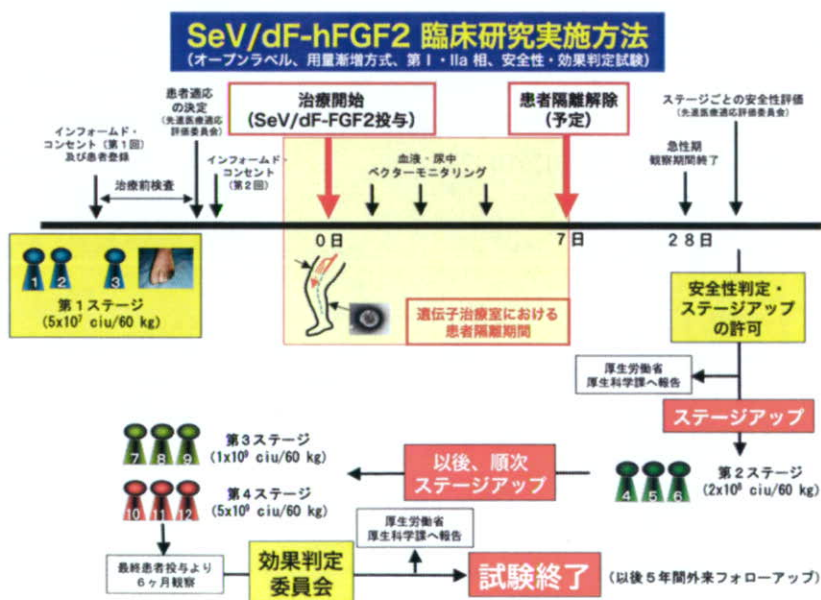 SeV/dF-hFGF2 臨床研究実施方法
(オープンラベル、用量漸増方式、第Ⅰ・IIa 相、安全性・効果判定試験)
患者適応
の決定
(先進医療適応
評価委員会)
治療開始
(SeV/dF-FGF2投与)
患者隔離解除
(予定)
ステージごとの安全性評価
(先進医療適応評価委員会)
インフォームド・
コンセント (第1回)
及び患者登録
治療前検査
インフォームド・
コンセント
(第2回)
血液・尿中
ベクターモニタリング
急性期
観察期間終了
0日
7日
28日
1 2 3
第1ステージ
(5x10⁷ ciu/60 kg)
遺伝子治療室における
患者隔離期間
安全性判定・
ステージアップ
の許可
厚生労働省
厚生科学課へ報告
ステージアップ
第2ステージ
(2x10⁸ ciu/60 kg)
4 5 6
以後、順次
ステージアップ
7 8 9
第3ステージ
(1x10⁹ ciu/60 kg)
10 11 12
第4ステージ
(5x10⁹ ciu/60 kg)
最終患者投与より
6ヶ月観察
効果判定
委員会
厚生労働省
厚生科学課へ報告
試験終了
(以後5年間外来フォローアップ)